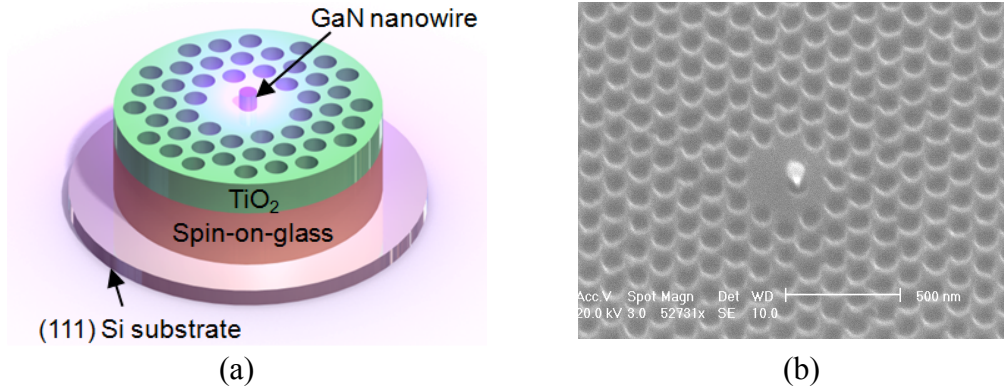 GaN nanowire
TiO₂
Spin-on-glass
(111) Si substrate
(a)
Acc.V Spot Magn Det WD 500 nm
20.0 kV 3.0 52731x SE 10.0
(b)